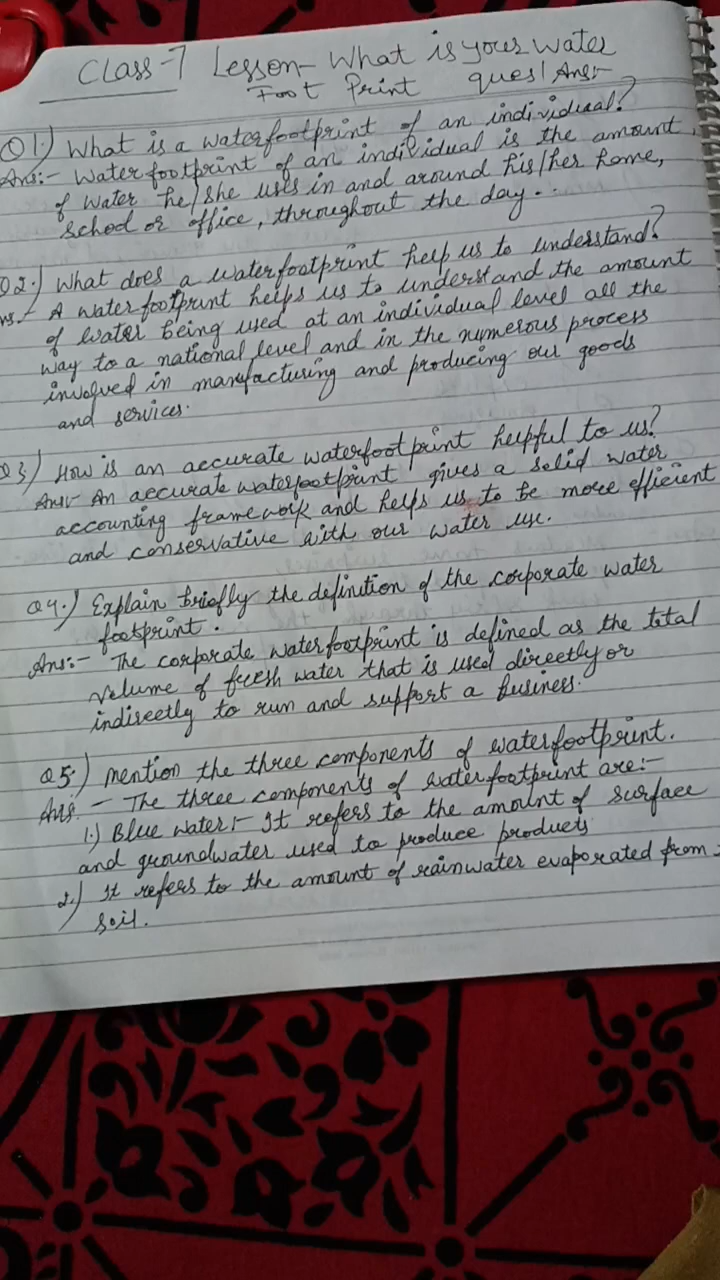 Class-7 Lesson- What is your Water
Foot Print ques/Ans:-
Q1.) What is a waterfootprint of an individual?
Ans:- Water footprint of an individual is the amount
of water he/she uses in and around his/her home,
school or office, throughout the day...
Q2.) What does a waterfootprint help us to understand?
ns:- A water footprint helps us to understand the amount
of water being used at an individual level all the
way to a national level and in the numerous process
involved in manufacturing and producing our goods
and services.
Q3) How is an accurate waterfootprint helpful to us?
Ans:- An accurate waterfootprint gives a solid water
accounting framework and helps us to be more efficient
and conservative with our water use.
Q4.) Explain briefly the definition of the corporate water
footprint.
Ans:- The corporate waterfootprint is defined as the total
volume of fresh water that is used directly or
indirectly to run and support a business.
Q5.) Mention the three components of waterfootprint.
Ans. - The three components of waterfootprint are:-
1.) Blue water:- It refers to the amount of surface
and groundwater used to produce products
2.) It refers to the amount of rainwater evaporated from
soil.